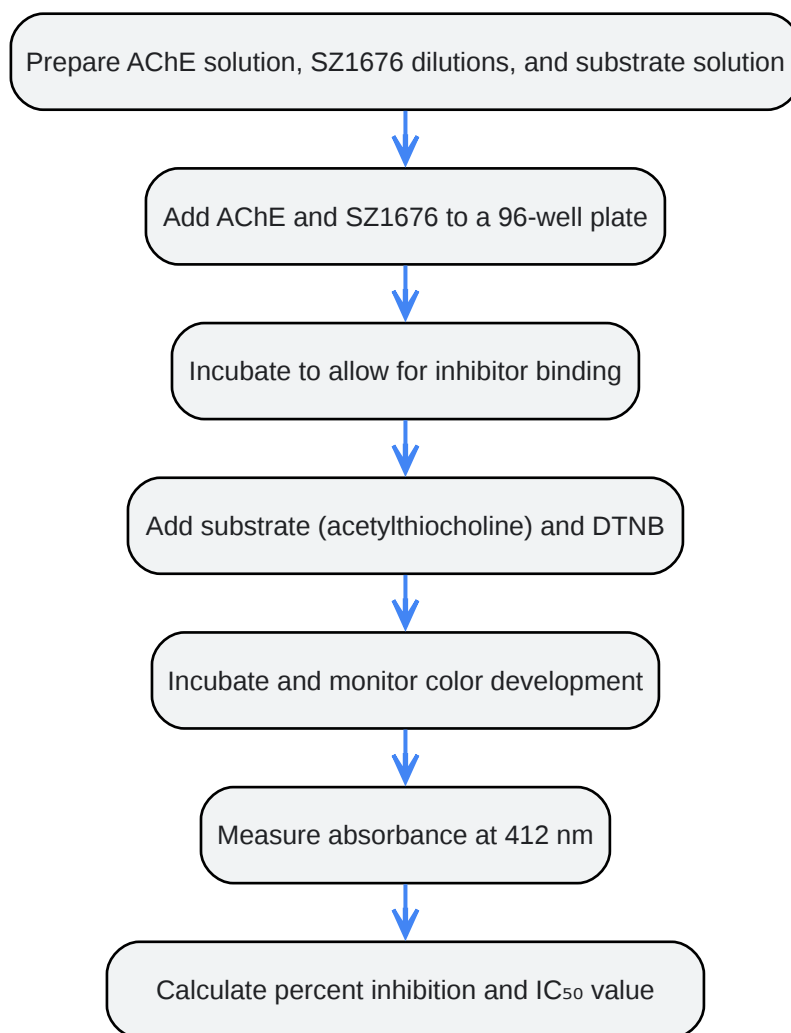 Prepare AChE solution, SZ1676 dilutions, and substrate solution
Add AChE and SZ1676 to a 96-well plate
Incubate to allow for inhibitor binding
Add substrate (acetylthiocholine) and DTNB
Incubate and monitor color development
Measure absorbance at 412 nm
Calculate percent inhibition and IC₅₀ value